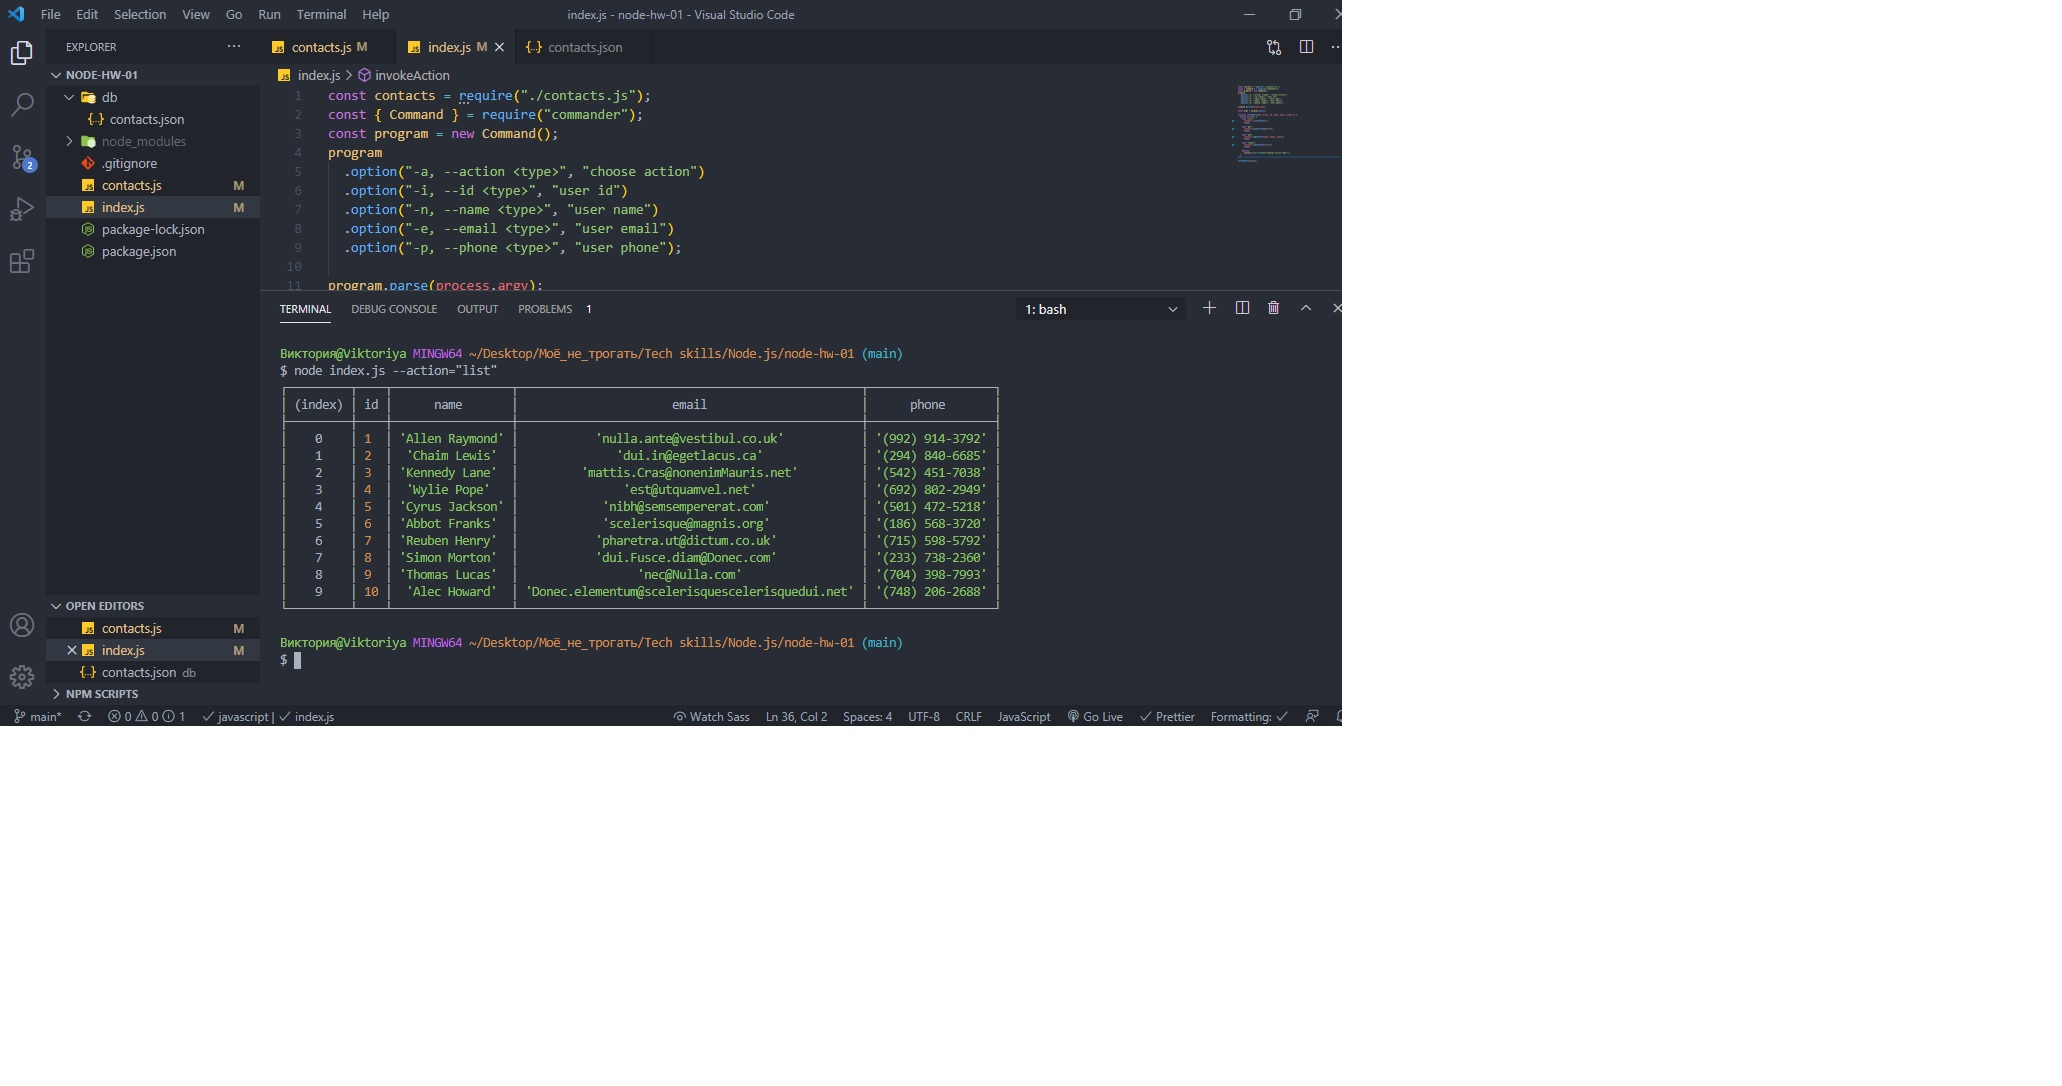 File Edit Selection View Go Run Terminal Help
index.js - node-hw-01 - Visual Studio Code
EXPLORER
NODE-HW-01
db
contacts.json
node_modules
.gitignore
contacts.js M
index.js M
package-lock.json
package.json
2
OPEN EDITORS
contacts.js M
index.js M
contacts.json db
NPM SCRIPTS
contacts.js M index.js M contacts.json
index.js > invokeAction
1 const contacts = require("./contacts.js");
2 const { Command } = require("commander");
3 const program = new Command();
4 program
5 .option("-a, --action <type>", "choose action")
6 .option("-i, --id <type>", "user id")
7 .option("-n, --name <type>", "user name")
8 .option("-e, --email <type>", "user email")
9 .option("-p, --phone <type>", "user phone");
10
11 program.parse(process.argv);
TERMINAL DEBUG CONSOLE OUTPUT PROBLEMS 1
1: bash
Виктория@Viktoriya MINGW64 ~/Desktop/Моё_не_трогать/Tech skills/Node.js/node-hw-01 (main)
$ node index.js --action="list"
(index) id name email phone
0 1 'Allen Raymond' 'nulla.ante@vestibul.co.uk' '(992) 914-3792'
1 2 'Chaim Lewis' 'dui.in@egetlacus.ca' '(294) 840-6685'
2 3 'Kennedy Lane' 'mattis.Cras@nonenimMauris.net' '(542) 451-7038'
3 4 'Wylie Pope' 'est@utquamvel.net' '(692) 802-2949'
4 5 'Cyrus Jackson' 'nibh@semsempererat.com' '(501) 472-5218'
5 6 'Abbot Franks' 'scelerisque@magnis.org' '(186) 568-3720'
6 7 'Reuben Henry' 'pharetra.ut@dictum.co.uk' '(715) 598-5792'
7 8 'Simon Morton' 'dui.Fusce.diam@Donec.com' '(233) 738-2360'
8 9 'Thomas Lucas' 'nec@Nulla.com' '(704) 398-7993'
9 10 'Alec Howard' 'Donec.elementum@scelerisquescelerisquedui.net' '(748) 206-2688'
Виктория@Viktoriya MINGW64 ~/Desktop/Моё_не_трогать/Tech skills/Node.js/node-hw-01 (main)
$
main* 0 0 1 javascript | index.js Watch Sass Ln 36, Col 2 Spaces: 4 UTF-8 CRLF JavaScript Go Live Prettier Formatting: